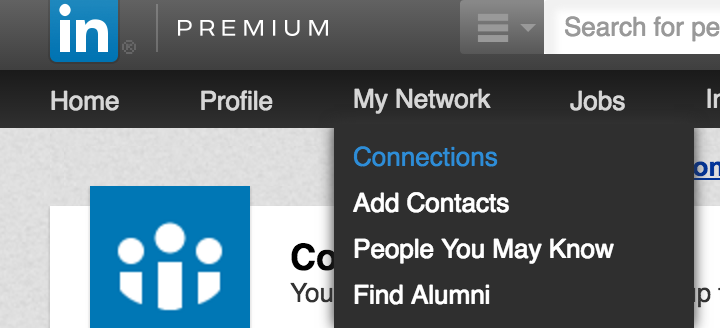 in ® PREMIUM
Search for pe
Home Profile My Network Jobs
Connections
Add Contacts
People You May Know
Find Alumni
Co
You